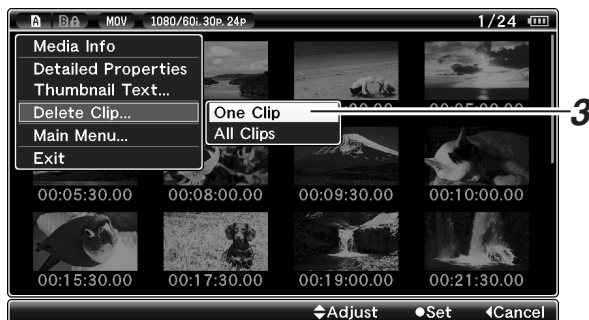 A BA MOV 1080/60i, 30p, 24p 1/24
Media Info
Detailed Properties
Thumbnail Text...
Delete Clip...
Main Menu...
Exit
One Clip
All Clips
3
00:05:30.00 00:08:00.00 00:09:30.00 00:10:00.00
00:15:30.00 00:17:30.00 00:19:00.00 00:21:30.00
Adjust Set Cancel